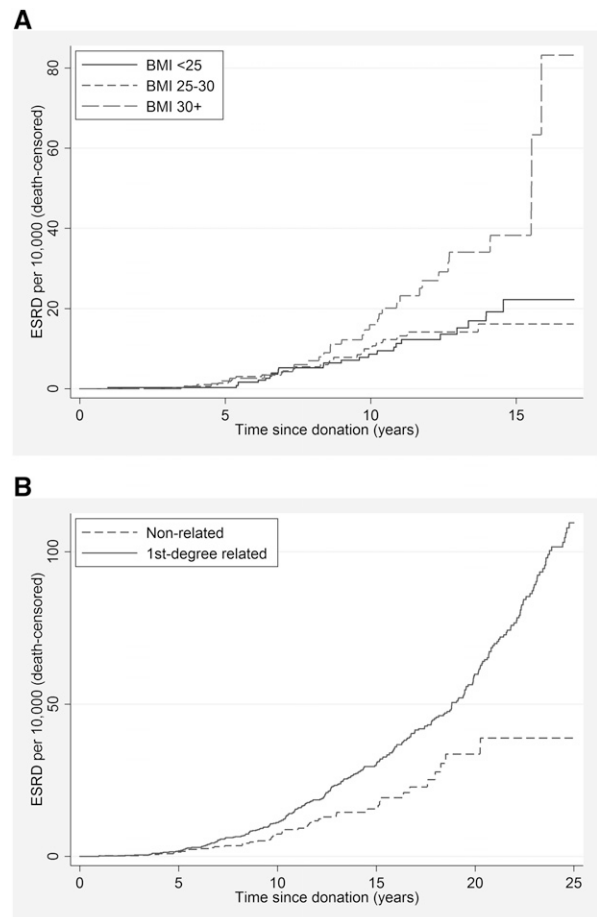 A
BMI <25
BMI 25-30
BMI 30+
80
60
40
20
0
ESRD per 10,000 (death-censored)
0 5 10 15
Time since donation (years)
B
Non-related
1st-degree related
100
50
0
ESRD per 10,000 (death-censored)
0 5 10 15 20 25
Time since donation (years)